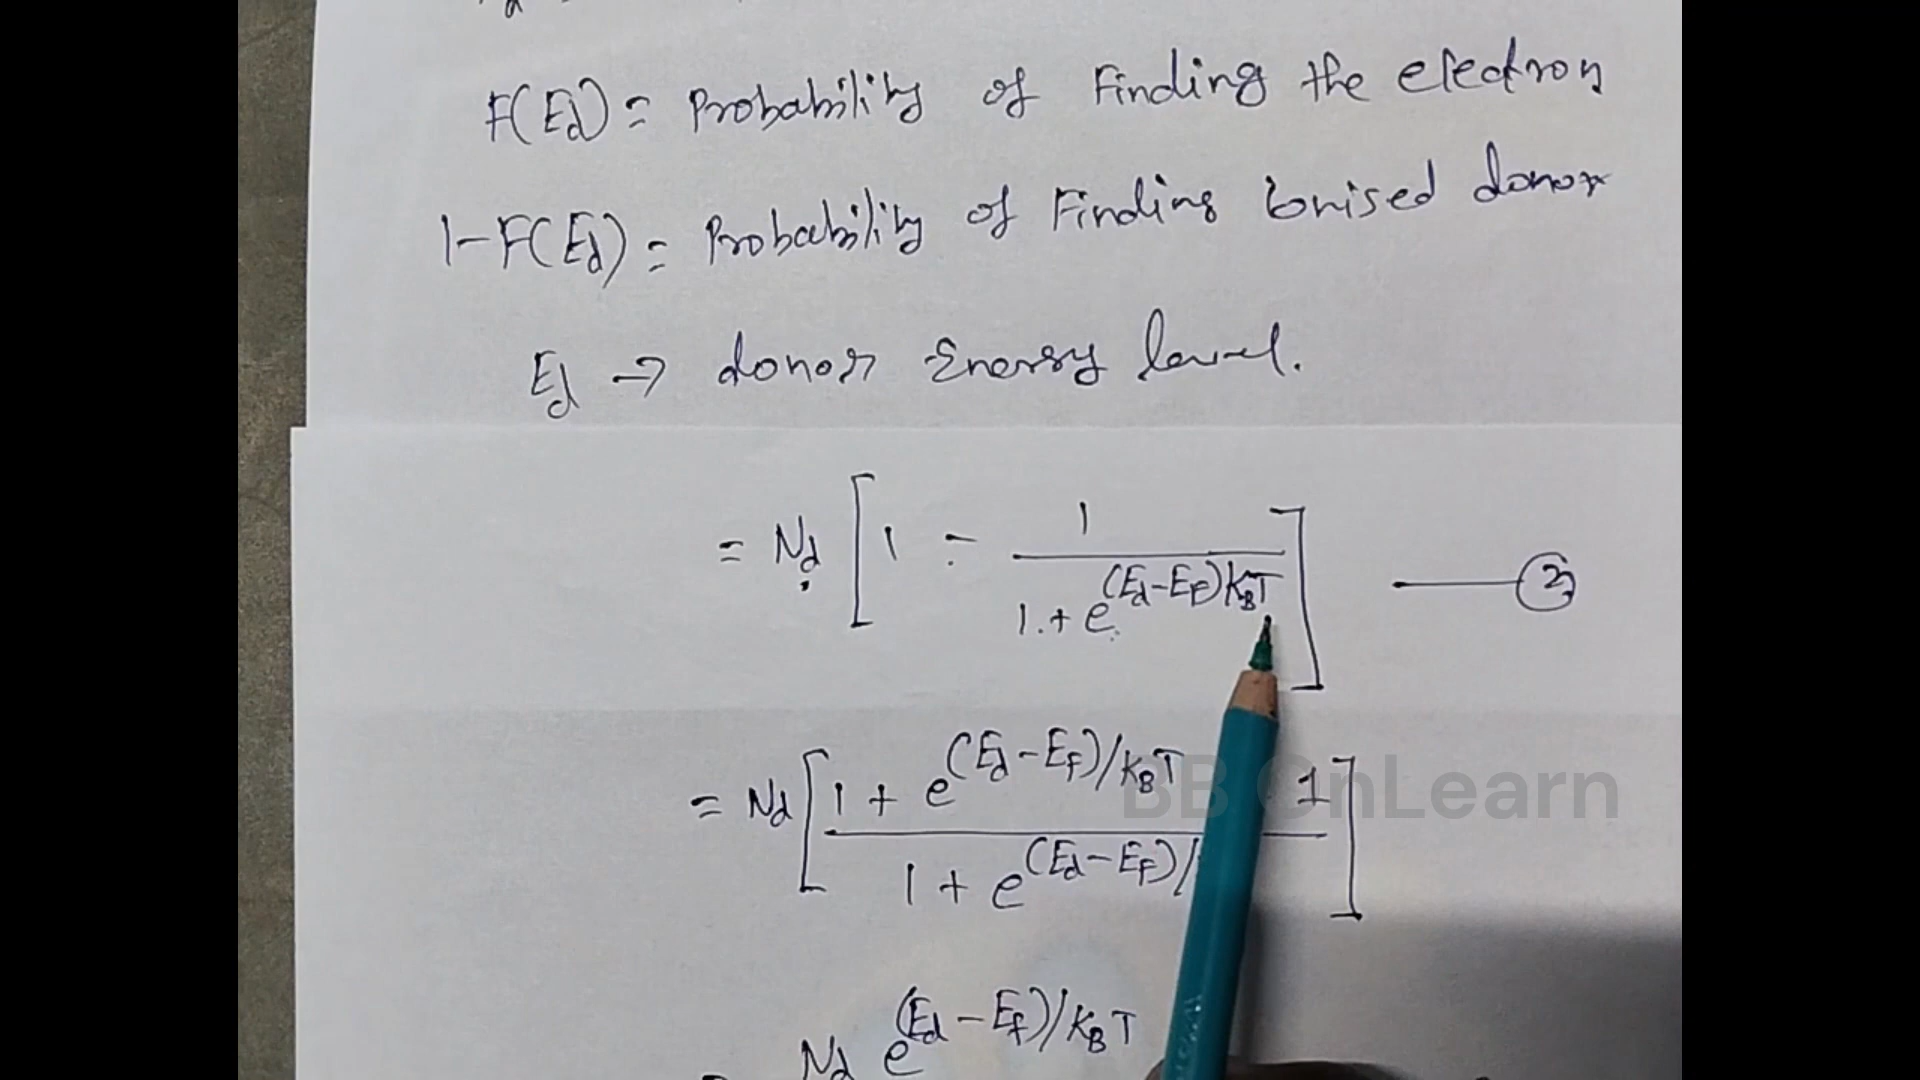 F(Ed) = Probability of Finding the electron
1-F(Ed) = Probability of Finding ionised donor
Ed → donor Energy level.
= Nd [ 1 - 1 / 1 + e^(Ed-EF)KBT ] —— 2
= Nd [ 1 + e^(Ed-EF)/KBT 1 / 1 + e^(Ed-EF)/ ]
BB OnLearn
Nd e^(Ed-Ef)/KBT